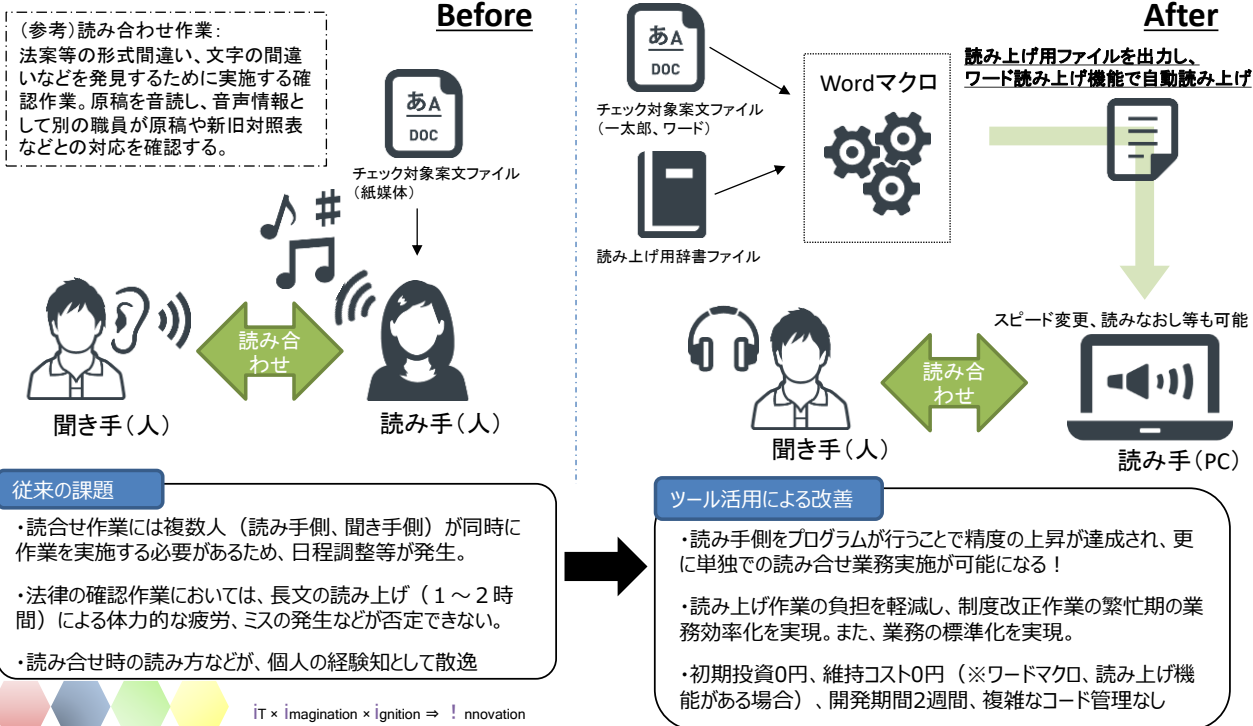 Before
（参考）読み合わせ作業：
法案等の形式間違い、文字の間違
いなどを発見するために実施する確
認作業。原稿を音読し、音声情報と
して別の職員が原稿や新旧対照表
などとの対応を確認する。
あA
DOC
チェック対象案文ファイル
（紙媒体）
読み合
わせ
聞き手（人）
読み手（人）
従来の課題
・読合せ作業には複数人（読み手側、聞き手側）が同時に
作業を実施する必要があるため、日程調整等が発生。
・法律の確認作業においては、長文の読み上げ（１～２時
間）による体力的な疲労、ミスの発生などが否定できない。
・読み合せ時の読み方などが、個人の経験知として散逸
iT × imagination × ignition ⇒ ！nnovation
After
あA
DOC
チェック対象案文ファイル
（一太郎、ワード）
読み上げ用辞書ファイル
Wordマクロ
読み上げ用ファイルを出力し、
ワード読み上げ機能で自動読み上げ
スピード変更、読みなおし等も可能
読み合
わせ
聞き手（人）
読み手（PC）
ツール活用による改善
・読み手側をプログラムが行うことで精度の上昇が達成され、更
に単独での読み合せ業務実施が可能になる！
・読み上げ作業の負担を軽減し、制度改正作業の繁忙期の業
務効率化を実現。また、業務の標準化を実現。
・初期投資0円、維持コスト0円（※ワードマクロ、読み上げ機
能がある場合）、開発期間2週間、複雑なコード管理なし